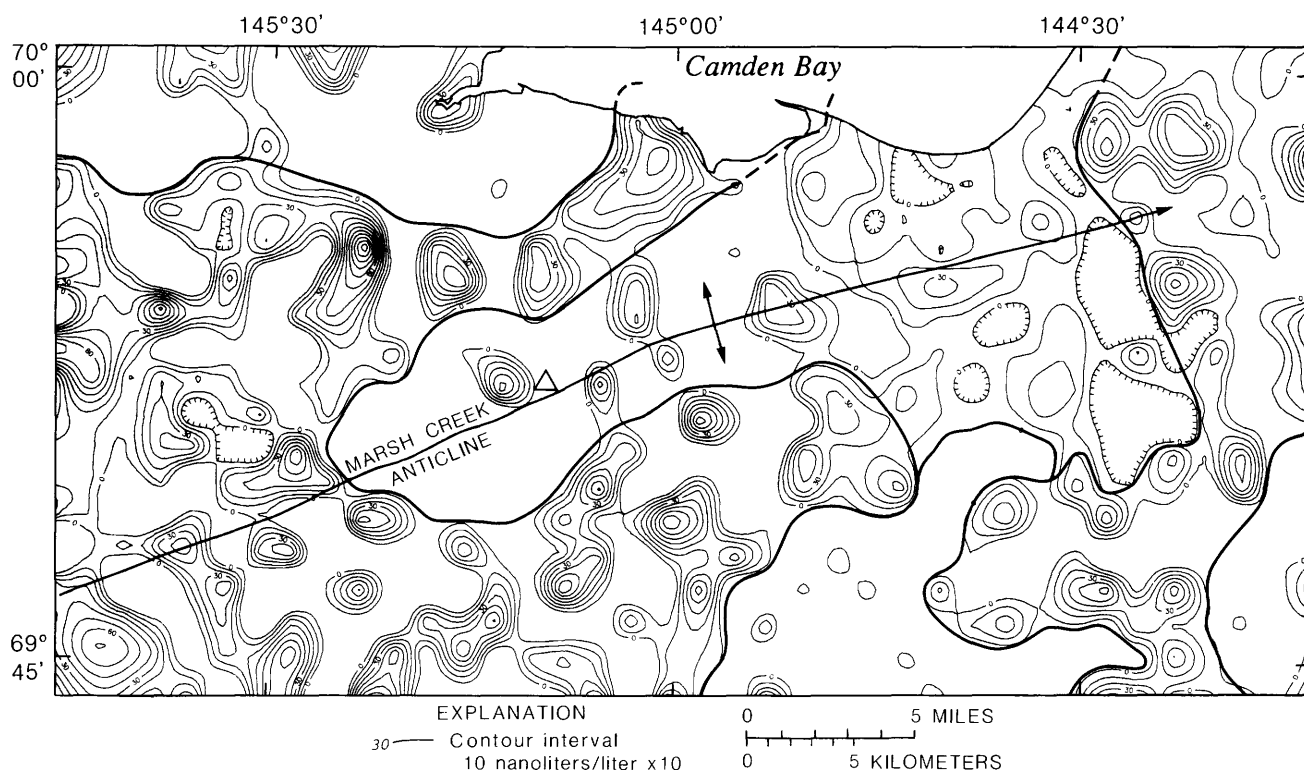 145°30' 145°00' 144°30'
70°
00'
Camden Bay
MARSH CREEK
ANTICLINE
69°
45'
EXPLANATION
30 Contour interval
10 nanoliters/liter x10
0 5 MILES
0 5 KILOMETERS